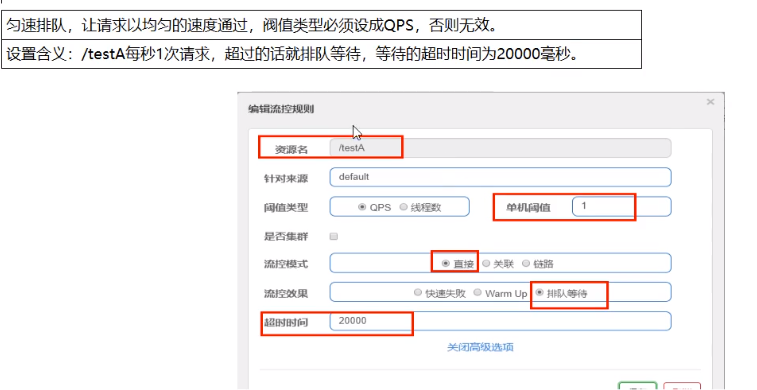 匀速排队，让请求以均匀的速度通过，阀值类型必须设成QPS，否则无效。
设置含义：/testA每秒1次请求，超过的话就排队等待，等待的超时时间为20000毫秒。
编辑流控规则
×
资源名 /testA
针对来源 default
阈值类型 QPS 线程数 单机阈值 1
是否集群
流控模式 直接 关联 链路
流控效果 快速失败 Warm Up 排队等待
超时时间 20000
关闭高级选项